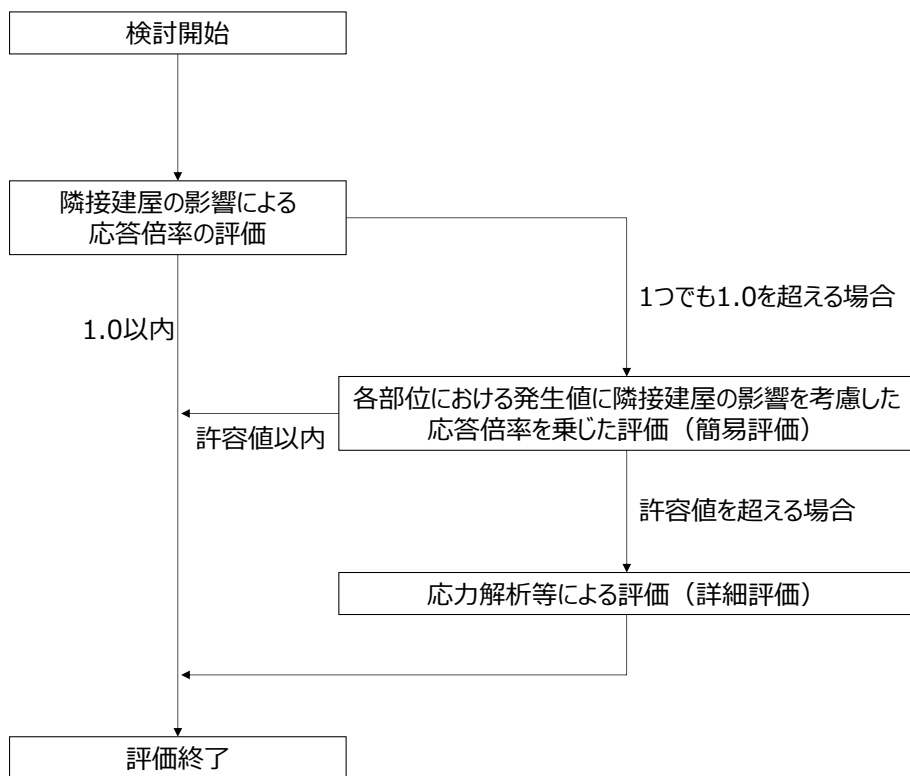 検討開始
隣接建屋の影響による
応答倍率の評価
1つでも1.0を超える場合
1.0以内
各部位における発生値に隣接建屋の影響を考慮した
応答倍率を乗じた評価（簡易評価）
許容値以内
許容値を超える場合
応力解析等による評価（詳細評価）
評価終了